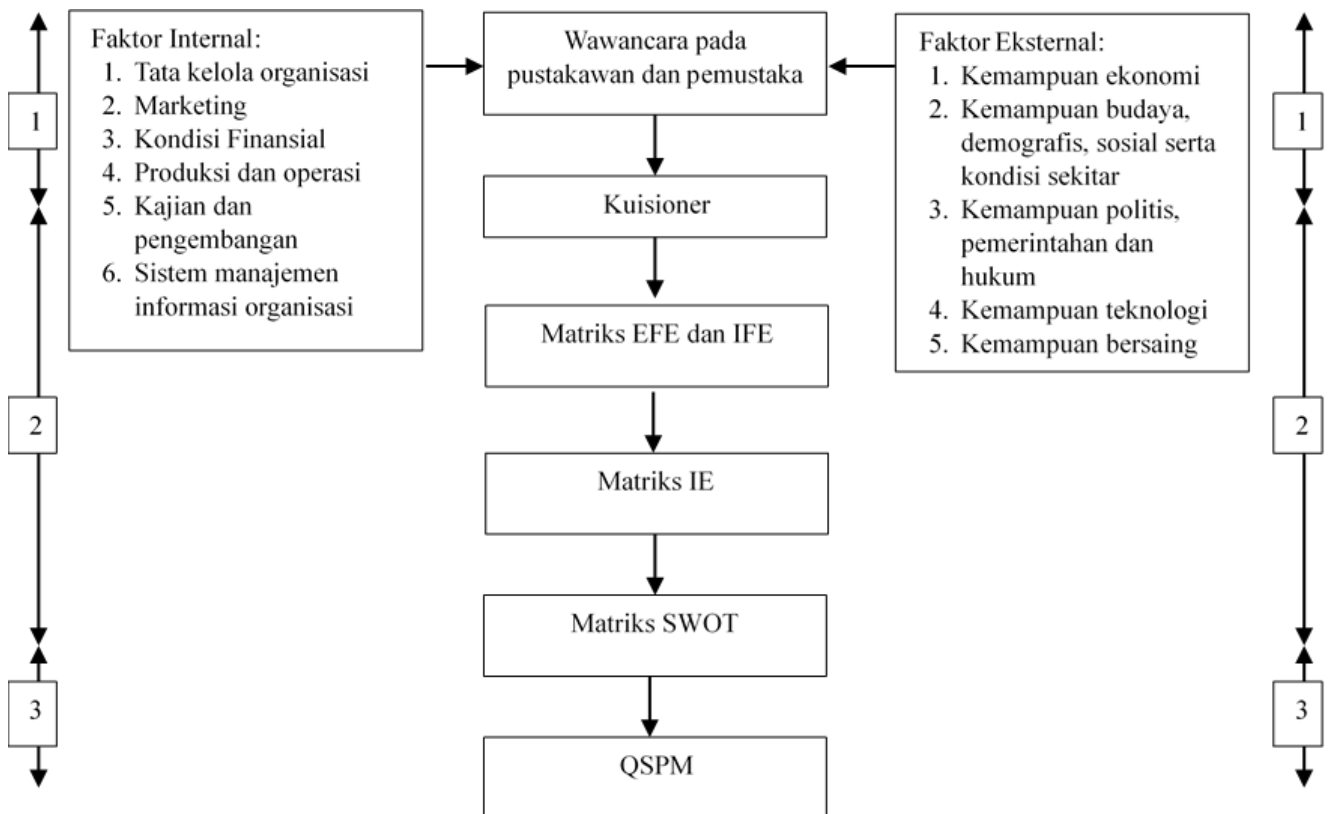 1
2
3
Faktor Internal:
1. Tata kelola organisasi
2. Marketing
3. Kondisi Finansial
4. Produksi dan operasi
5. Kajian dan
pengembangan
6. Sistem manajemen
informasi organisasi
Wawancara pada
pustakawan dan pemustaka
Kuisioner
Matriks EFE dan IFE
Matriks IE
Matriks SWOT
QSPM
Faktor Eksternal:
1. Kemampuan ekonomi
2. Kemampuan budaya,
demografis, sosial serta
kondisi sekitar
3. Kemampuan politis,
pemerintahan dan
hukum
4. Kemampuan teknologi
5. Kemampuan bersaing
1
2
3